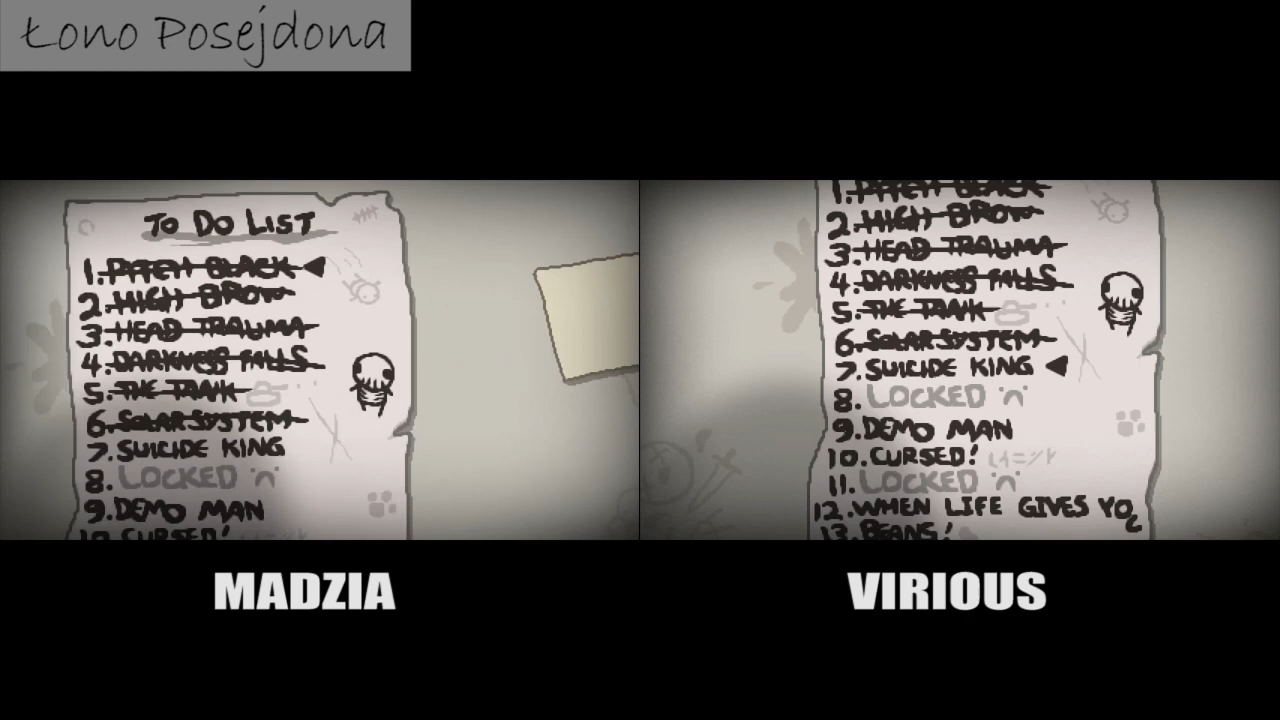 Łono Posejdona
TO DO LIST
1. PITCH BLACK
2. HIGH BROW
3. HEAD TRAUMA
4. DARKNESS FALLS
5. THE TANK
6. SOLAR SYSTEM
7. SUICIDE KING
8. LOCKED
9. DEMO MAN
10. CURSED!
1. PITCH BLACK
2. HIGH BROW
3. HEAD TRAUMA
4. DARKNESS FALLS
5. THE TANK
6. SOLAR SYSTEM
7. SUICIDE KING
8. LOCKED
9. DEMO MAN
10. CURSED!
11. LOCKED
12. WHEN LIFE GIVES YO
13. BEANS!
MADZIA
VIRIOUS